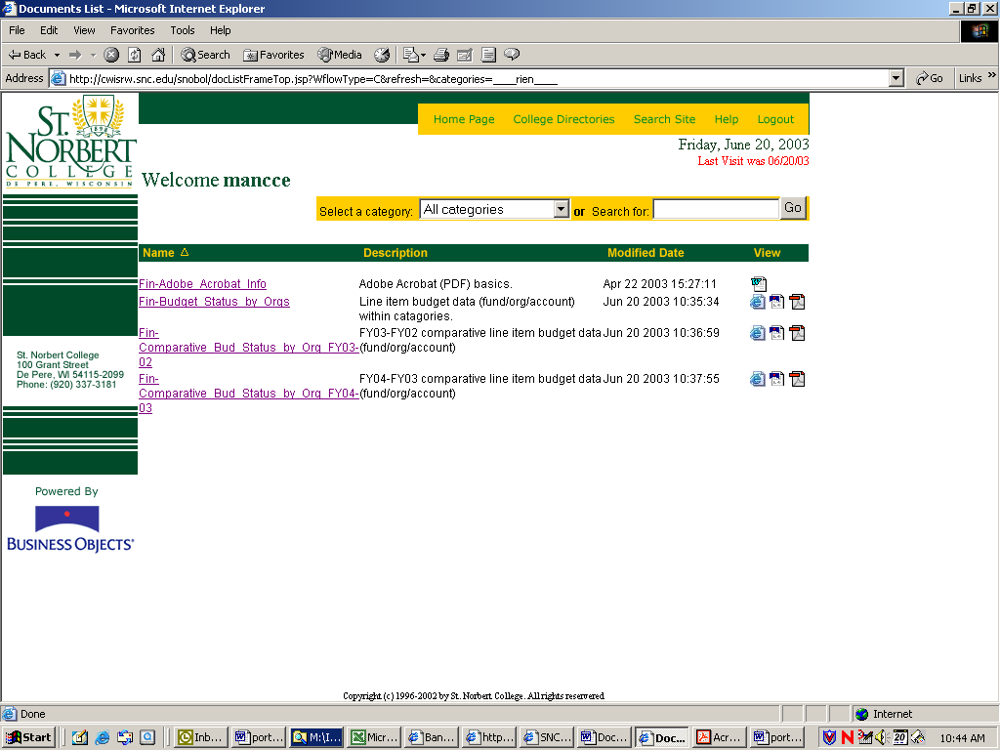 Documents List - Microsoft Internet Explorer
File Edit View Favorites Tools Help
Back Search Favorites Media
Address http://cwisrw.snc.edu/snobol/docListFrameTop.jsp?WflowType=C&refresh=&categories=____rien____ Go Links »
ST. NORBERT COLLEGE
1898
DE PERE, WISCONSIN
Home Page College Directories Search Site Help Logout
Friday, June 20, 2003
Last Visit was 06/20/03
Welcome mancce
Select a category: All categories or Search for: Go
Name Description Modified Date View
Fin-Adobe_Acrobat_Info Adobe Acrobat (PDF) basics. Apr 22 2003 15:27:11
Fin-Budget_Status_by_Orgs Line item budget data (fund/org/account) Jun 20 2003 10:35:34
within catagories.
Fin- FY03-FY02 comparative line item budget data Jun 20 2003 10:36:59
Comparative_Bud_Status_by_Org_FY03- (fund/org/account)
02
Fin- FY04-FY03 comparative line item budget data Jun 20 2003 10:37:55
Comparative_Bud_Status_by_Org_FY04- (fund/org/account)
03
St. Norbert College
100 Grant Street
De Pere, WI 54115-2099
Phone: (920) 337-3181
Powered By
BUSINESS OBJECTS
Copyright (c) 1996-2002 by St. Norbert College. All rights reserwered
Done Internet
Start Inb... port... M:\I... Micr... Ban... http... SNC... Doc... Doc... Acr... port... N 20 10:44 AM